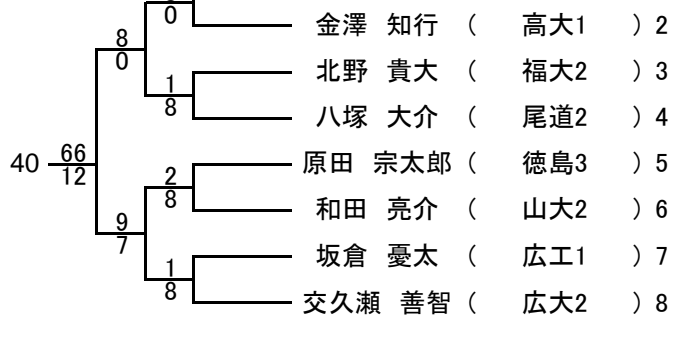 0
金澤 知行 ( 高大1 ) 2
8
0
北野 貴大 ( 福大2 ) 3
1
8
八塚 大介 ( 尾道2 ) 4
40 66
12
原田 宗太郎 ( 徳島3 ) 5
2
8
和田 亮介 ( 山大2 ) 6
9
7
坂倉 憂太 ( 広工1 ) 7
1
8
交久瀬 善智 ( 広大2 ) 8